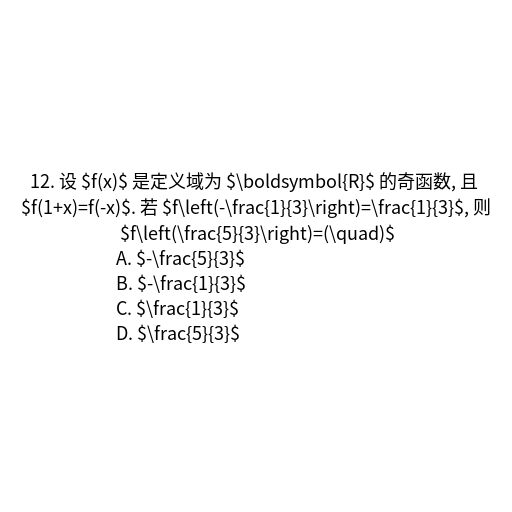 12. 设 $f(x)$ 是定义域为 $\boldsymbol{R}$ 的奇函数, 且
$f(1+x)=f(-x)$. 若 $f\left(-\frac{1}{3}\right)=\frac{1}{3}$, 则
$f\left(\frac{5}{3}\right)=(\quad)$
A. $-\frac{5}{3}$
B. $-\frac{1}{3}$
C. $\frac{1}{3}$
D. $\frac{5}{3}$